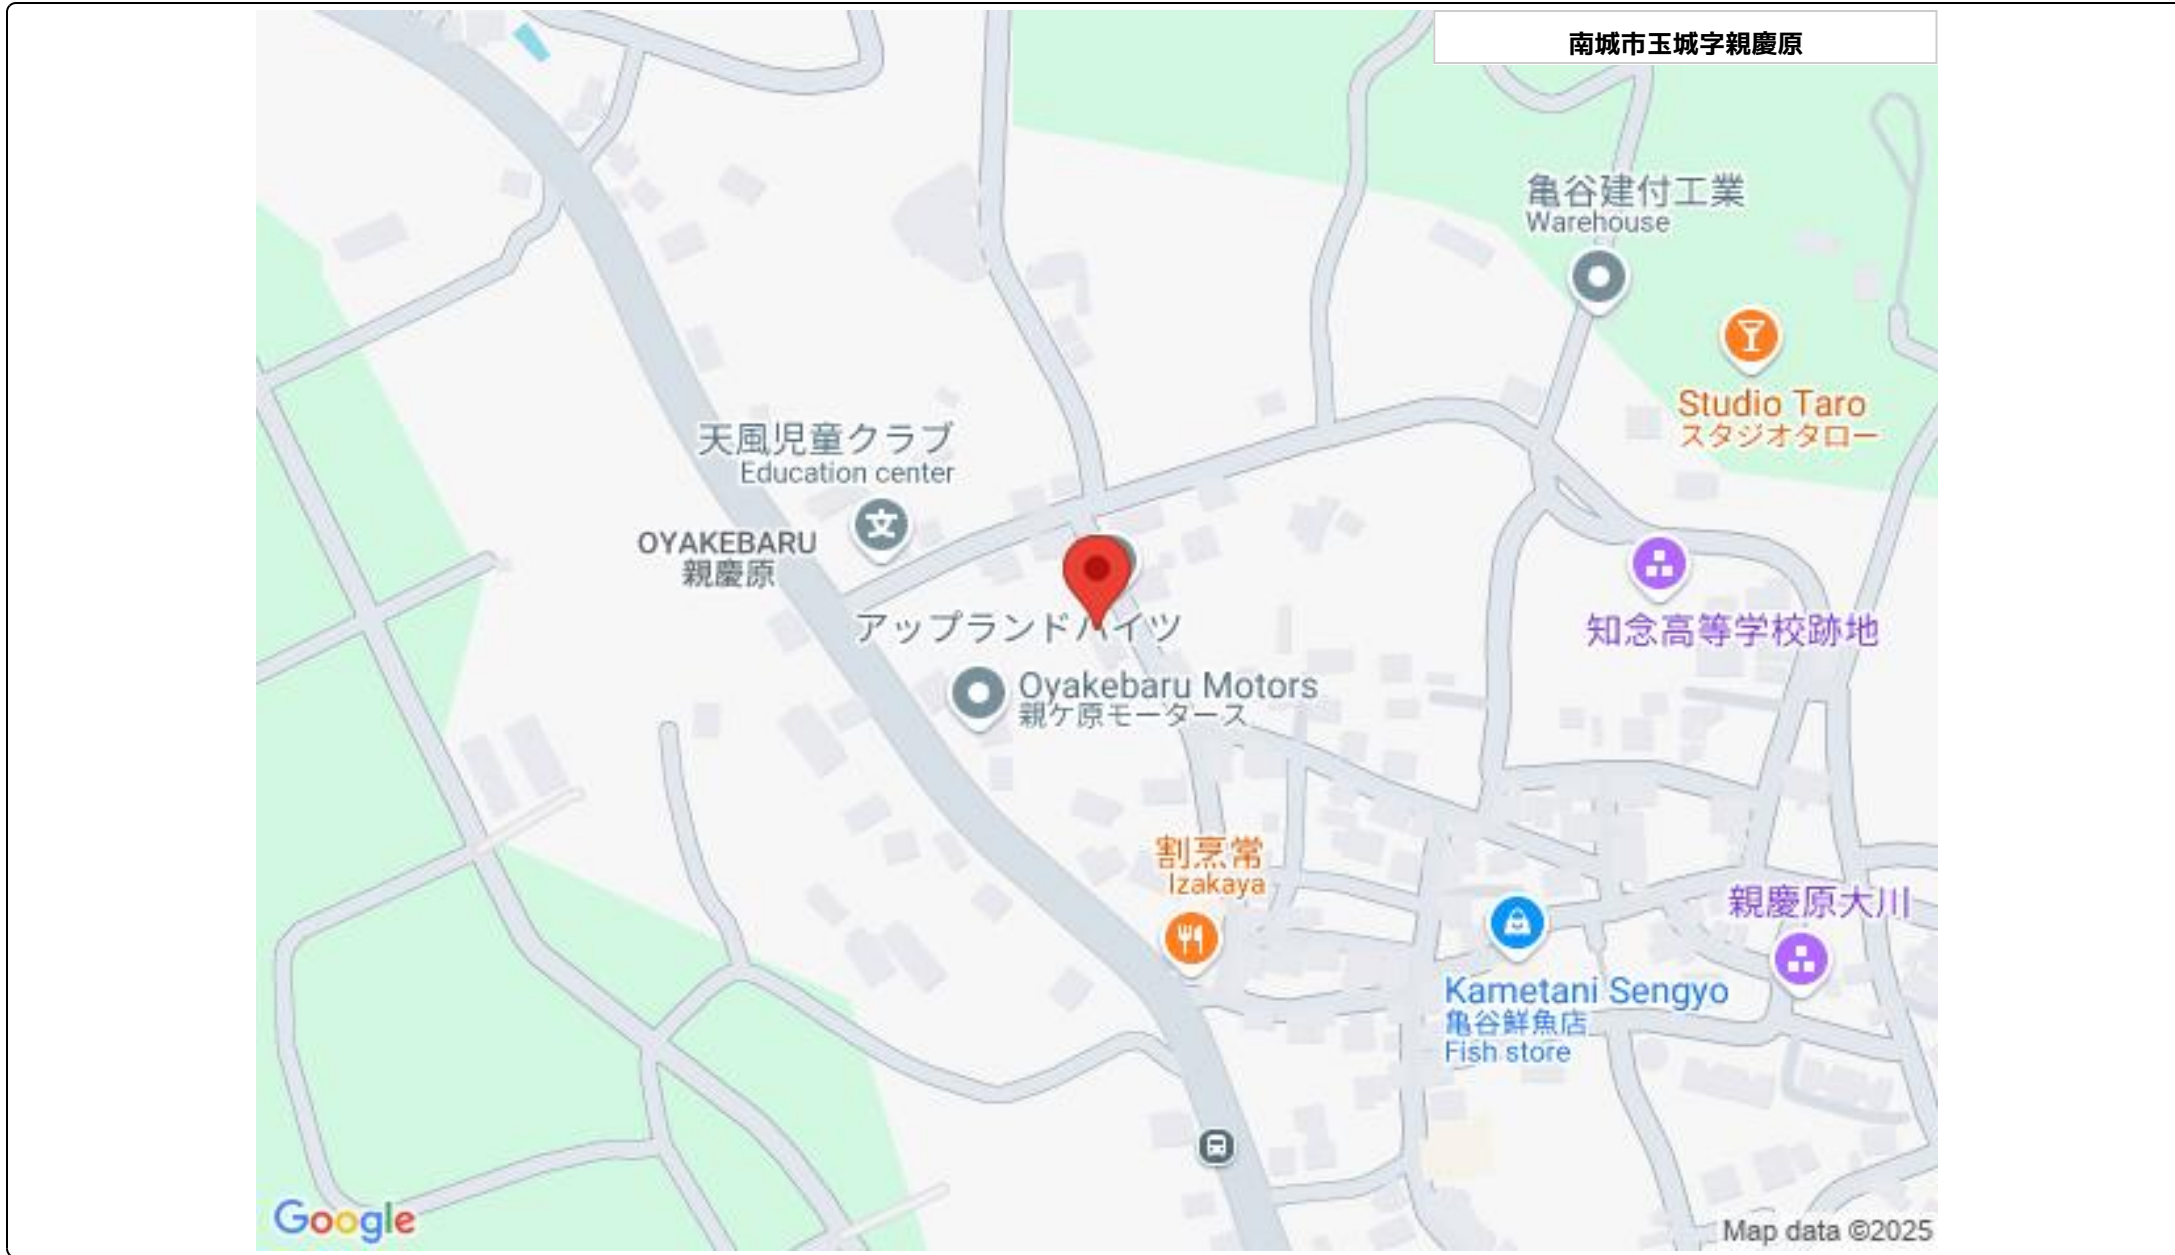 南城市玉城字親慶原
亀谷建付工業
Warehouse
Studio Taro
スタジオタロー
天風児童クラブ
Education center
文
OYAKEBARU
親慶原
アップランドハイツ
知念高等学校跡地
Oyakebaru Motors
親ケ原モータース
割烹常
Izakaya
親慶原大川
Kametani Sengyo
亀谷鮮魚店
Fish store
Google
Map data ©2025